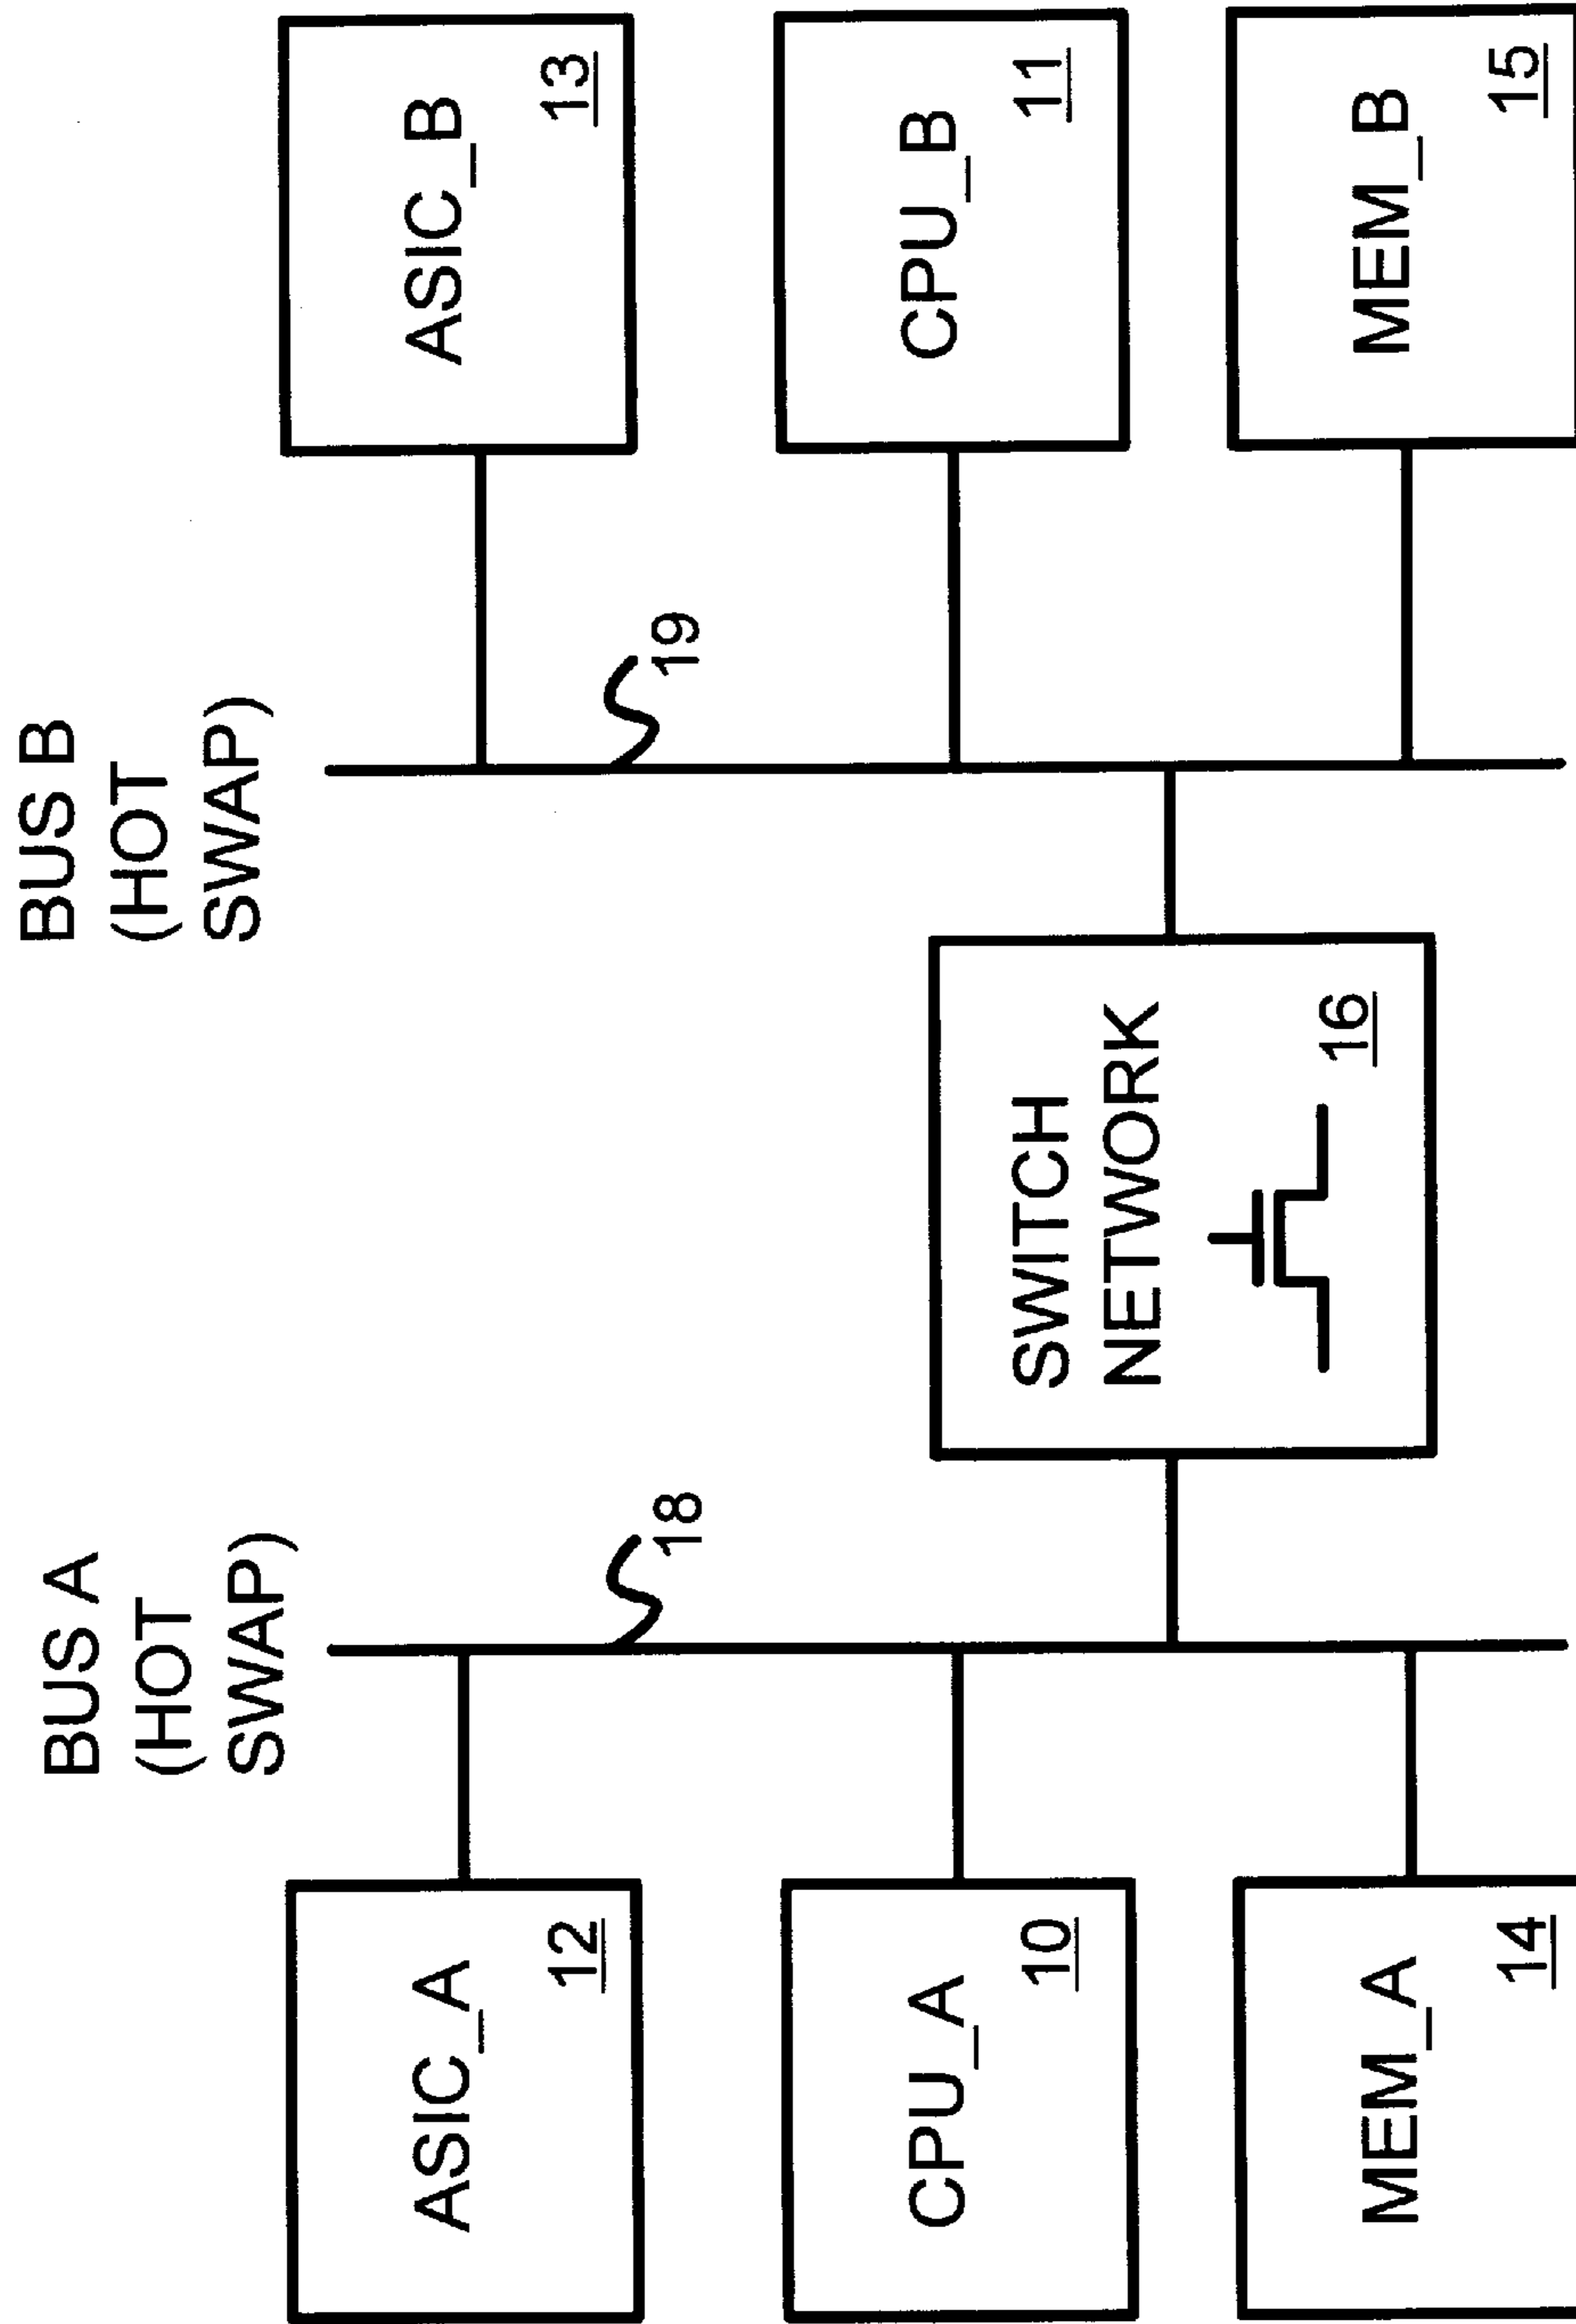 BUS A
(HOT
SWAP)
BUS B
(HOT
SWAP)
ASIC_A
12
18
19
ASIC_B
13
CPU_A
10
SWITCH
NETWORK
16
CPU_B
11
MEM_A
14
MEM_B
15